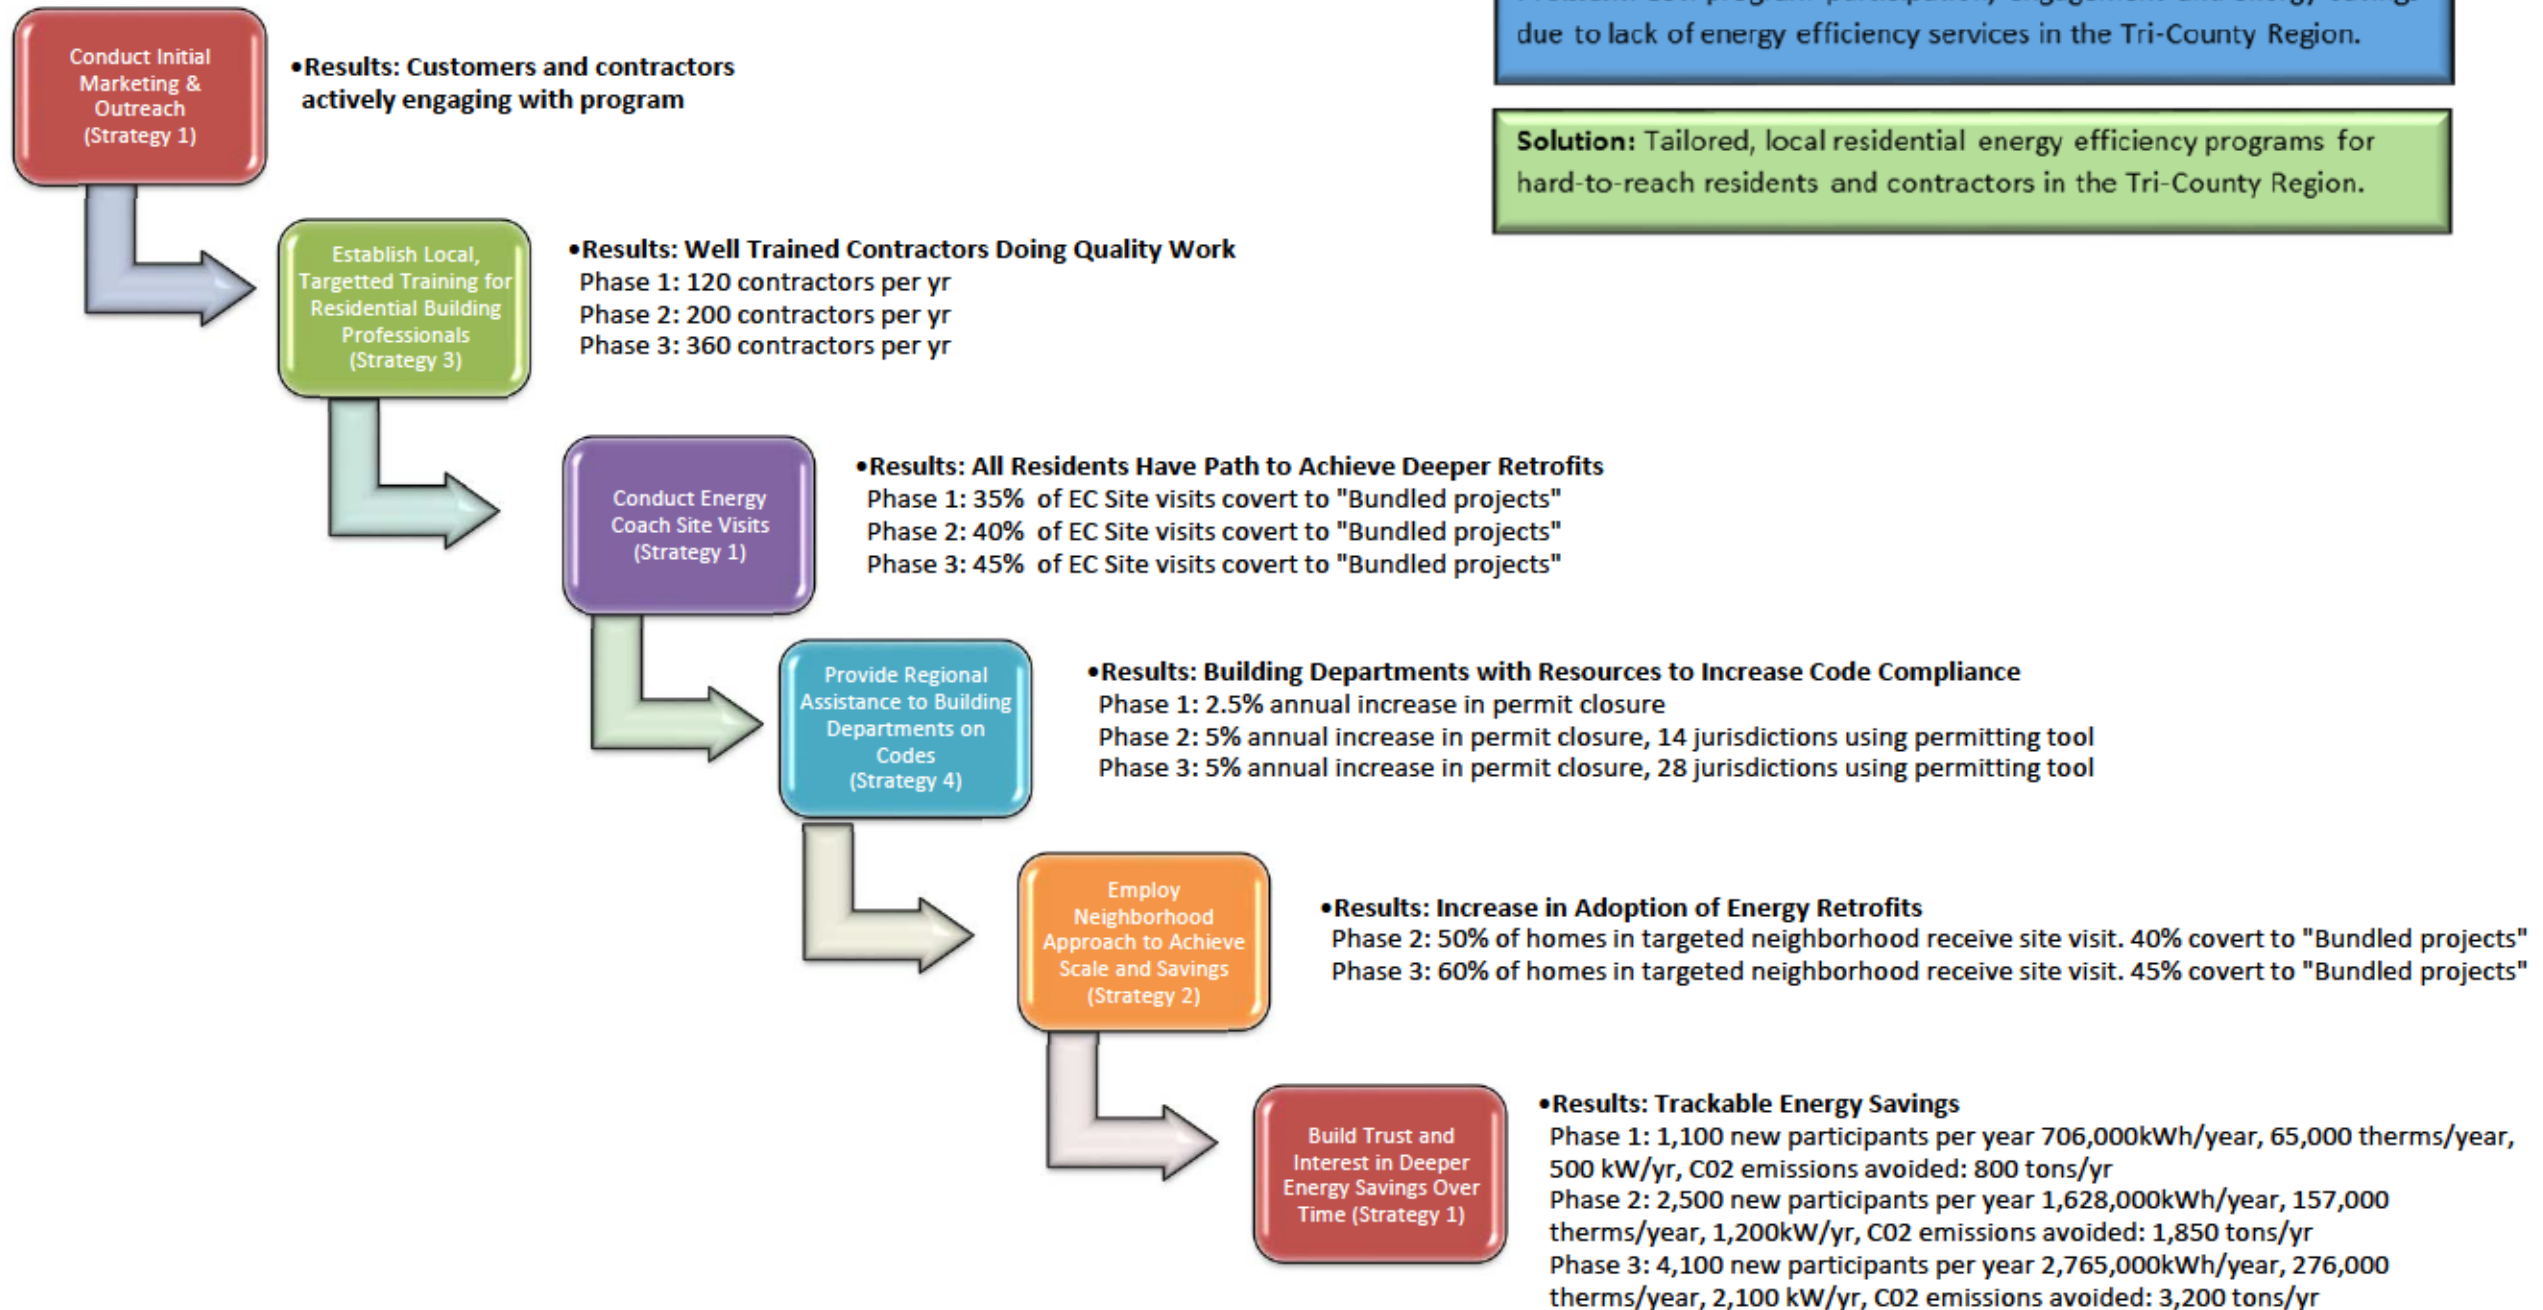 due to lack of energy efficiency services in the Tri-County Region.
Solution: Tailored, local residential energy efficiency programs for
hard-to-reach residents and contractors in the Tri-County Region.
Conduct Initial
Marketing &
Outreach
(Strategy 1)
•Results: Customers and contractors
actively engaging with program
Establish Local,
Targetted Training for
Residential Building
Professionals
(Strategy 3)
•Results: Well Trained Contractors Doing Quality Work
Phase 1: 120 contractors per yr
Phase 2: 200 contractors per yr
Phase 3: 360 contractors per yr
Conduct Energy
Coach Site Visits
(Strategy 1)
•Results: All Residents Have Path to Achieve Deeper Retrofits
Phase 1: 35% of EC Site visits covert to "Bundled projects"
Phase 2: 40% of EC Site visits covert to "Bundled projects"
Phase 3: 45% of EC Site visits covert to "Bundled projects"
Provide Regional
Assistance to Building
Departments on
Codes
(Strategy 4)
•Results: Building Departments with Resources to Increase Code Compliance
Phase 1: 2.5% annual increase in permit closure
Phase 2: 5% annual increase in permit closure, 14 jurisdictions using permitting tool
Phase 3: 5% annual increase in permit closure, 28 jurisdictions using permitting tool
Employ
Neighborhood
Approach to Achieve
Scale and Savings
(Strategy 2)
•Results: Increase in Adoption of Energy Retrofits
Phase 2: 50% of homes in targeted neighborhood receive site visit. 40% covert to "Bundled projects"
Phase 3: 60% of homes in targeted neighborhood receive site visit. 45% covert to "Bundled projects"
Build Trust and
Interest in Deeper
Energy Savings Over
Time (Strategy 1)
•Results: Trackable Energy Savings
Phase 1: 1,100 new participants per year 706,000kWh/year, 65,000 therms/year,
500 kW/yr, C02 emissions avoided: 800 tons/yr
Phase 2: 2,500 new participants per year 1,628,000kWh/year, 157,000
therms/year, 1,200kW/yr, C02 emissions avoided: 1,850 tons/yr
Phase 3: 4,100 new participants per year 2,765,000kWh/year, 276,000
therms/year, 2,100 kW/yr, C02 emissions avoided: 3,200 tons/yr